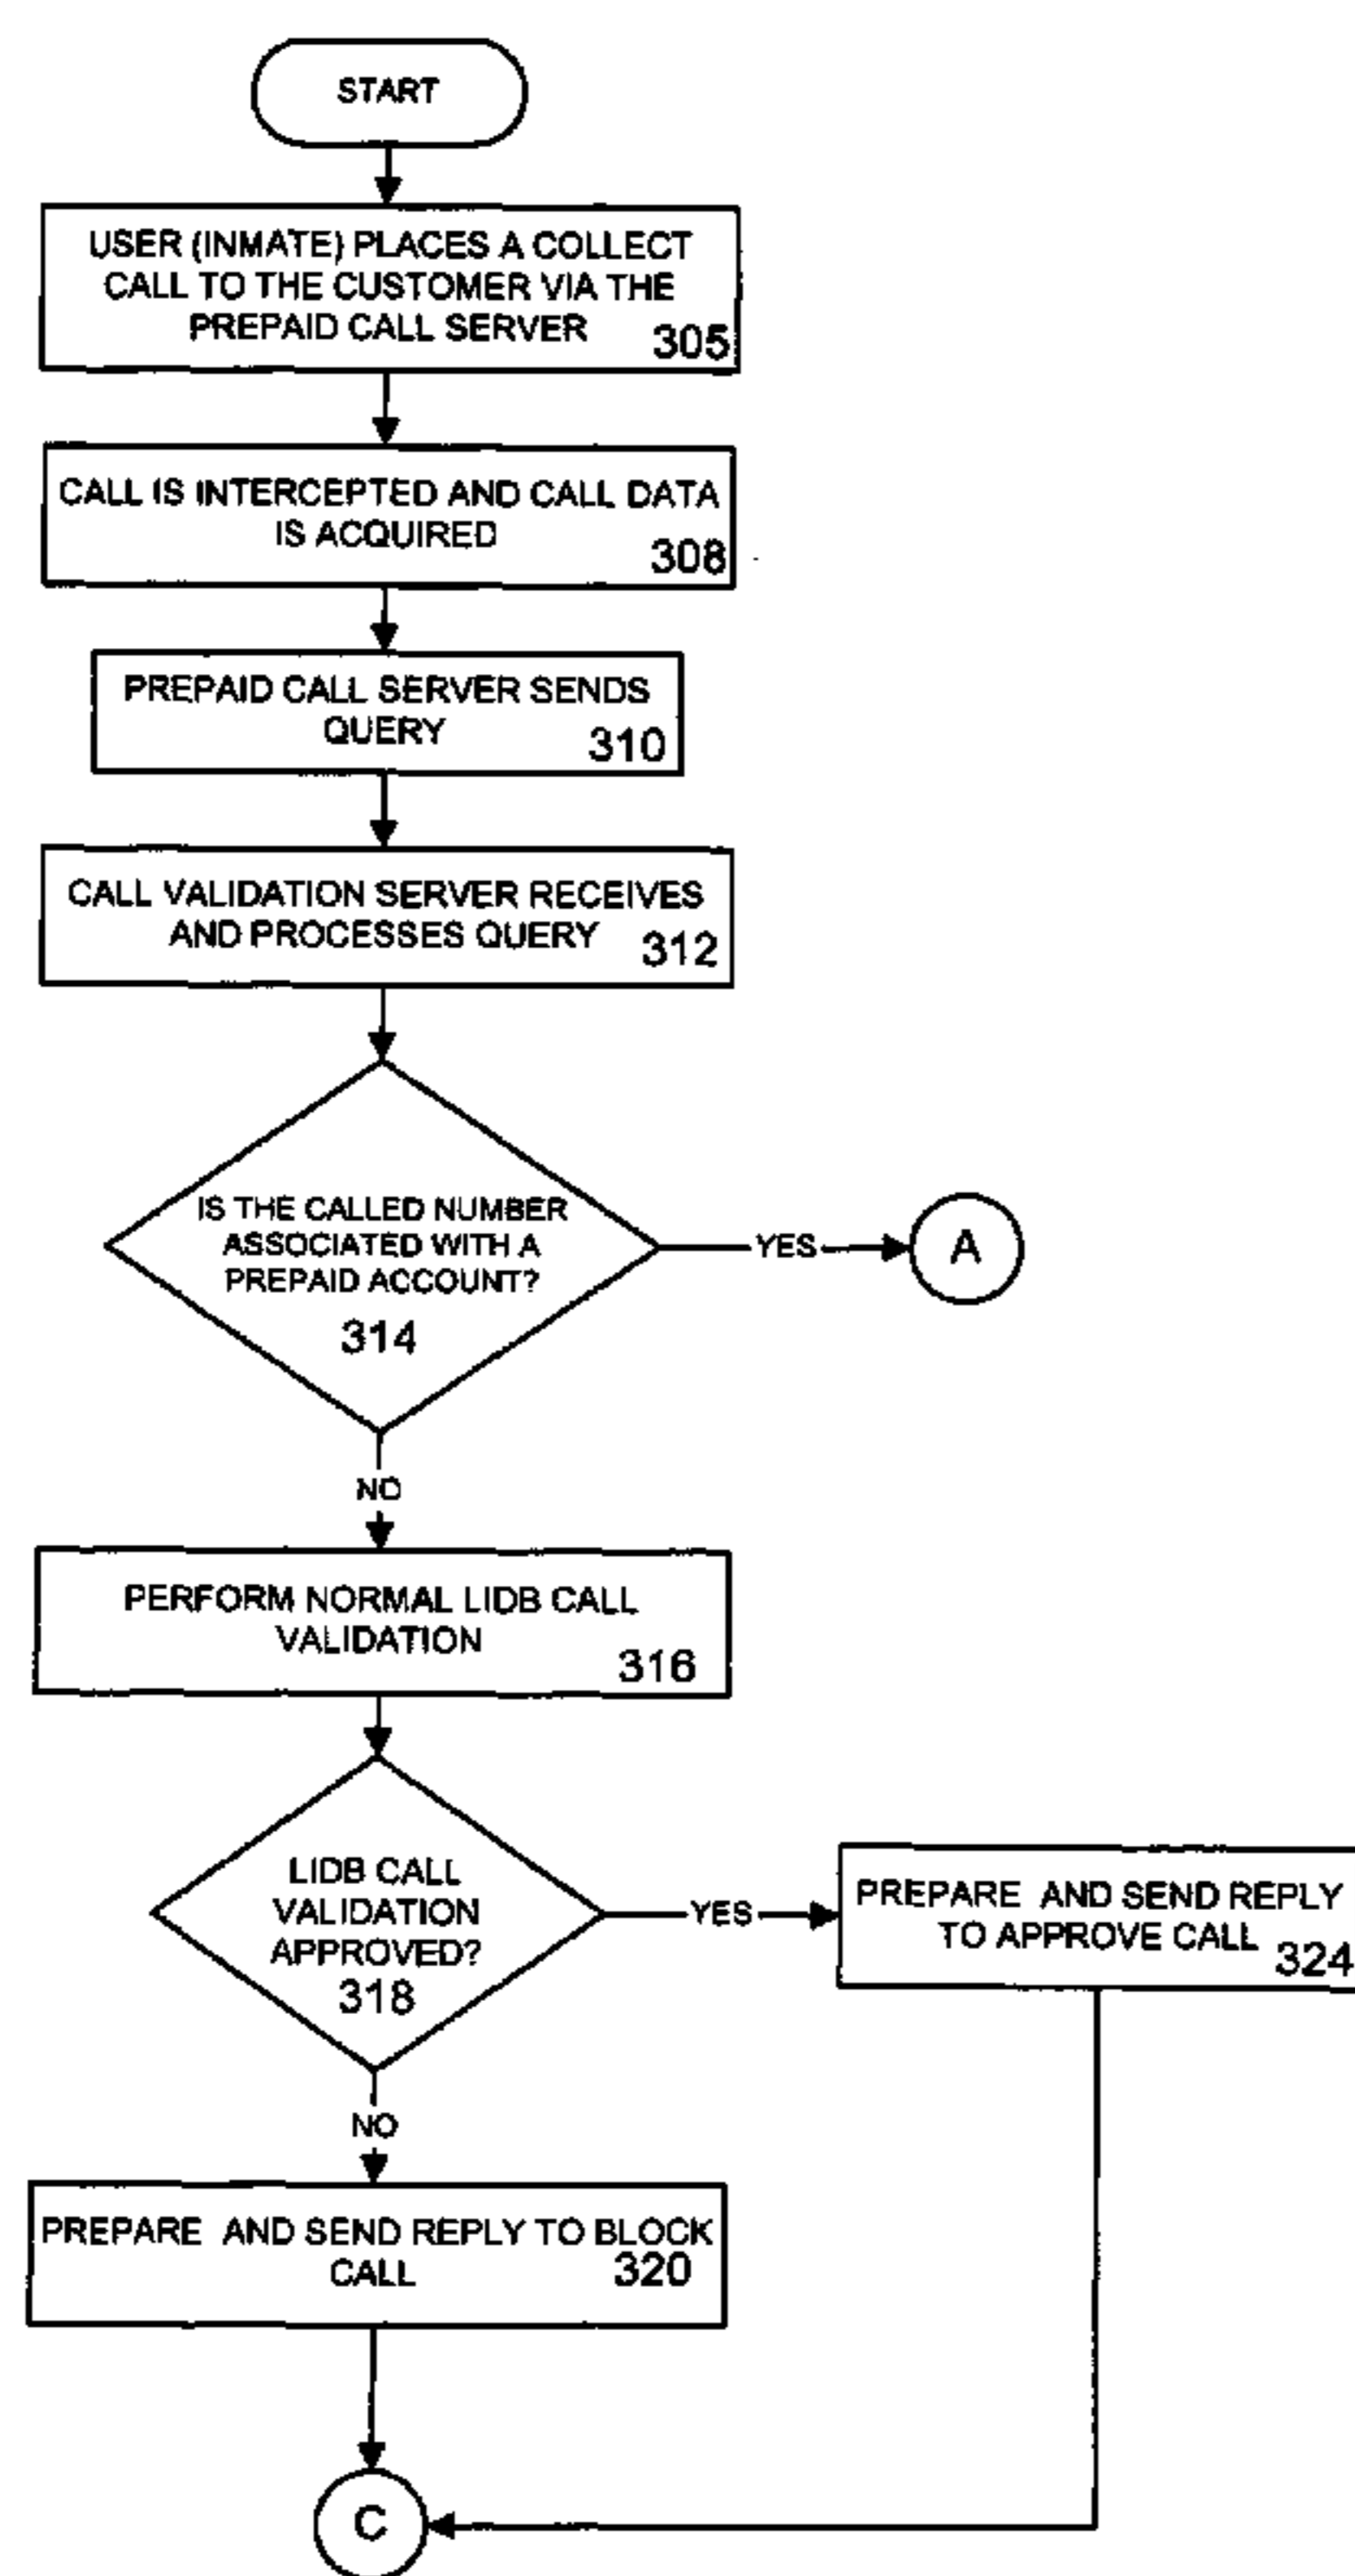 START
USER (INMATE) PLACES A COLLECT
CALL TO THE CUSTOMER VIA THE
PREPAID CALL SERVER
305
CALL IS INTERCEPTED AND CALL DATA
IS ACQUIRED
308
PREPAID CALL SERVER SENDS
QUERY
310
CALL VALIDATION SERVER RECEIVES
AND PROCESSES QUERY
312
IS THE CALLED NUMBER
ASSOCIATED WITH A
PREPAID ACCOUNT?
314
YES
A
NO
PERFORM NORMAL LIDB CALL
VALIDATION
316
LIDB CALL
VALIDATION
APPROVED?
318
YES
PREPARE AND SEND REPLY
TO APPROVE CALL
324
NO
PREPARE AND SEND REPLY TO BLOCK
CALL
320
C